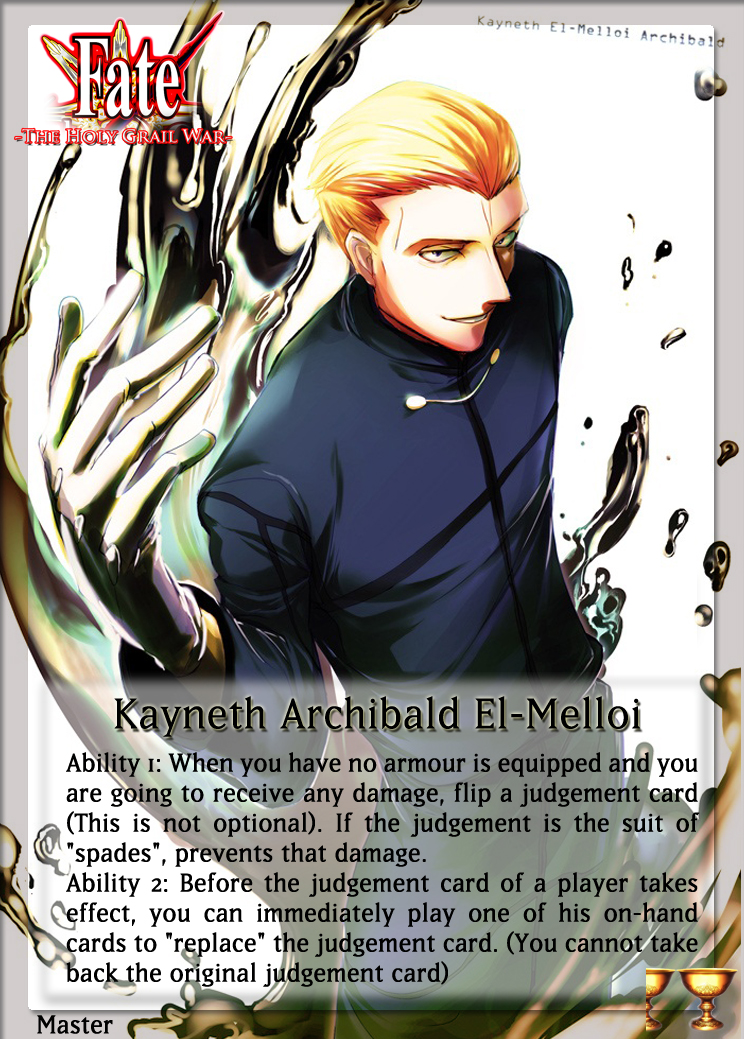 Kayneth El-Melloi Archibald
Fate
-THE HOLY GRAIL WAR-
Kayneth Archibald El-Melloi
Ability 1: When you have no armour is equipped and you
are going to receive any damage, flip a judgement card
(This is not optional). If the judgement is the suit of
"spades", prevents that damage.
Ability 2: Before the judgement card of a player takes
effect, you can immediately play one of his on-hand
cards to "replace" the judgement card. (You cannot take
back the original judgement card)
Master